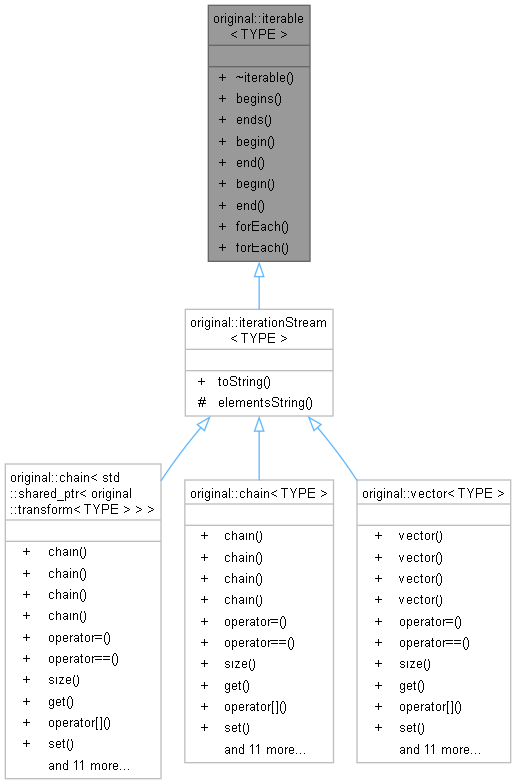 original::iterable
< TYPE >
+ ~iterable()
+ begins()
+ ends()
+ begin()
+ end()
+ begin()
+ end()
+ forEach()
+ forEach()
original::iterationStream
< TYPE >
+ toString()
# elementsString()
original::chain< std
::shared_ptr< original
::transform< TYPE > > >
+ chain()
+ chain()
+ chain()
+ chain()
+ operator=()
+ operator==()
+ size()
+ get()
+ operator[]()
+ set()
and 11 more...
original::chain< TYPE >
+ chain()
+ chain()
+ chain()
+ chain()
+ operator=()
+ operator==()
+ size()
+ get()
+ operator[]()
+ set()
and 11 more...
original::vector< TYPE >
+ vector()
+ vector()
+ vector()
+ vector()
+ operator=()
+ operator==()
+ size()
+ get()
+ operator[]()
+ set()
and 11 more...